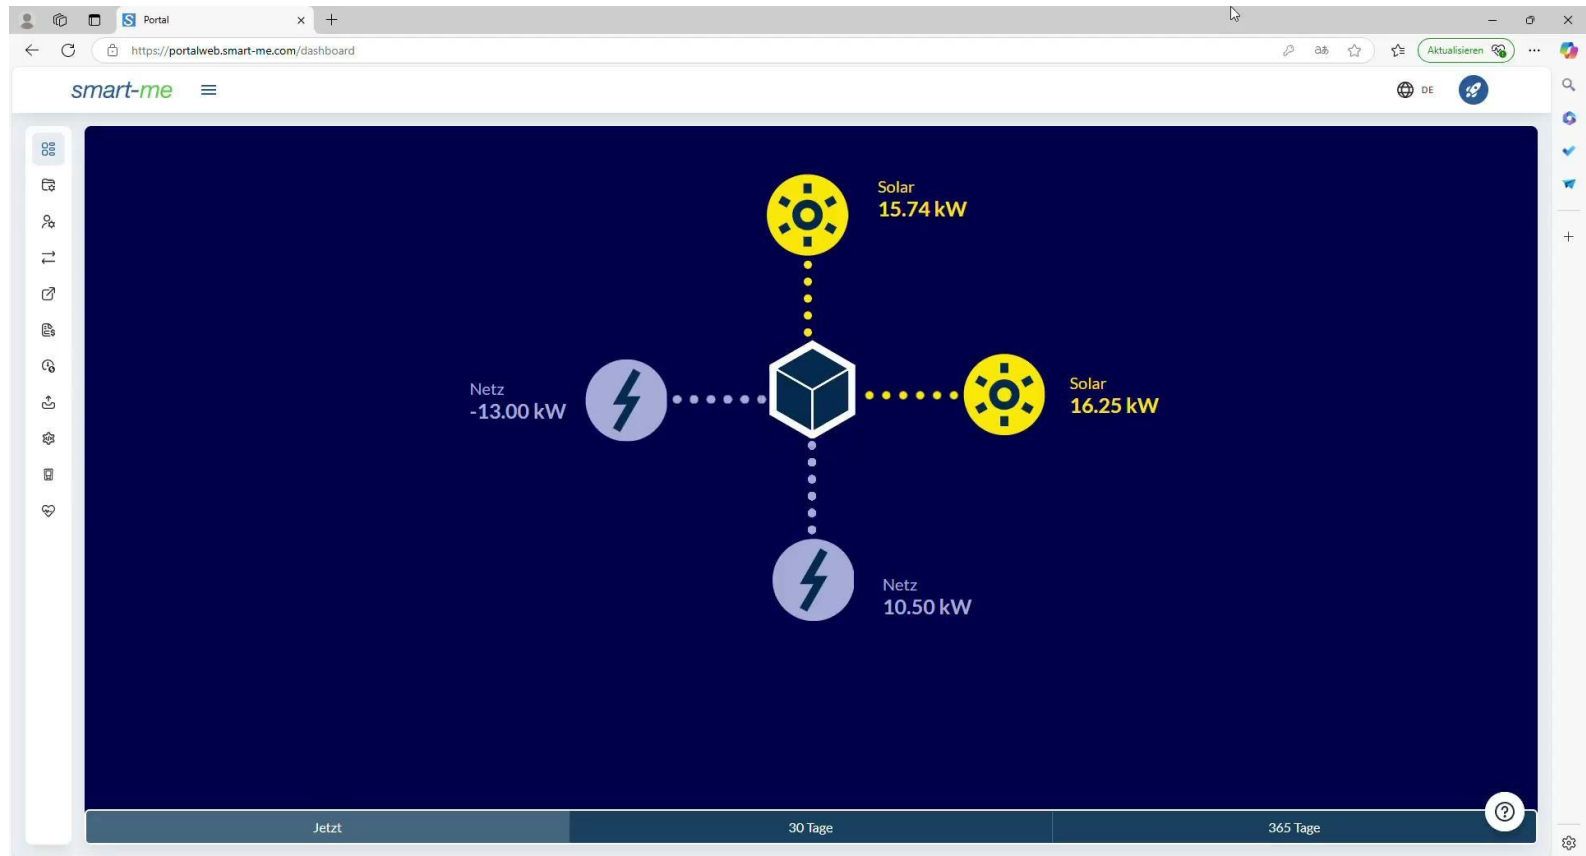 Portal
https://portalweb.smart-me.com/dashboard
Aktualisieren
smart-me
DE
Solar
15.74 kW
Netz
-13.00 kW
Solar
16.25 kW
Netz
10.50 kW
Jetzt
30 Tage
365 Tage